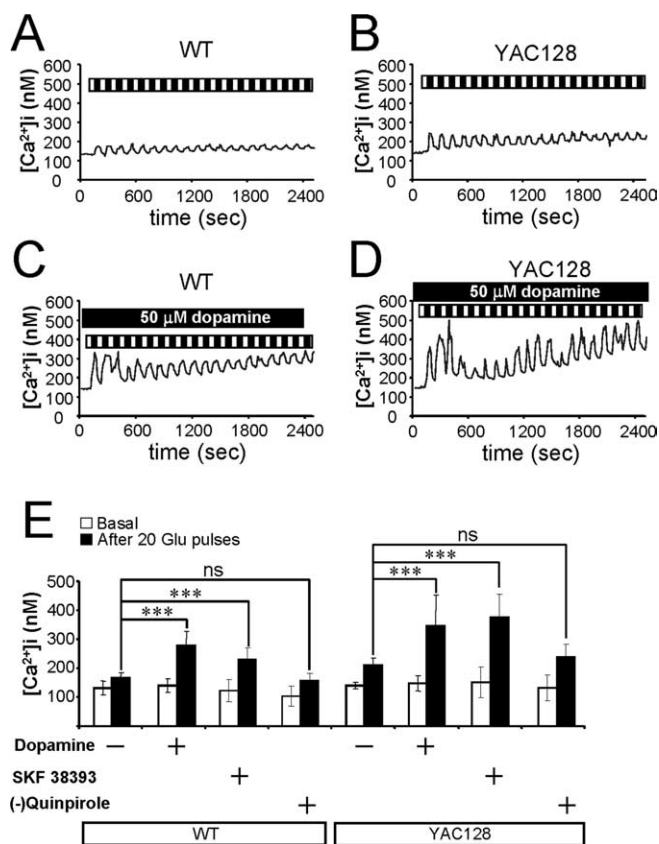 A
WT
[Ca2+]i (nM)
600
500
400
300
200
100
0
0 600 1200 1800 2400
time (sec)
B
YAC128
[Ca2+]i (nM)
600
500
400
300
200
100
0
0 600 1200 1800 2400
time (sec)
C
WT
50 µM dopamine
[Ca2+]i (nM)
600
500
400
300
200
100
0
0 600 1200 1800 2400
time (sec)
D
YAC128
50 µM dopamine
[Ca2+]i (nM)
600
500
400
300
200
100
0
0 600 1200 1800 2400
time (sec)
E
Basal
After 20 Glu pulses
ns
***
***
ns
***
***
[Ca2+]i (nM)
500
400
300
200
100
Dopamine − + − +
SKF 38393 + +
(-)Quinpirole + +
WT YAC128